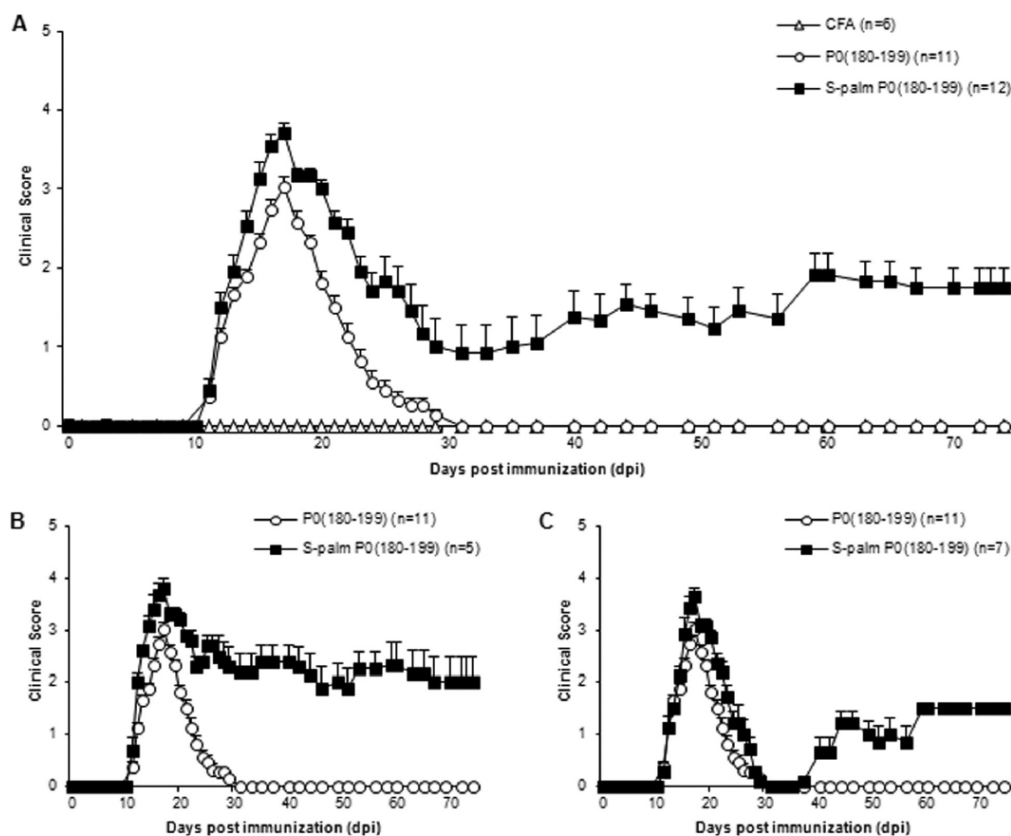 A
5
4
3
2
1
0
Clinical Score
CFA (n=6)
P0(180-199) (n=11)
S-palm P0(180-199) (n=12)
0 10 20 30 40 50 60 70
Days post immunization (dpi)
B
5
4
3
2
1
0
Clinical Score
P0(180-199) (n=11)
S-palm P0(180-199) (n=5)
0 10 20 30 40 50 60 70
Days post immunization (dpi)
C
5
4
3
2
1
0
Clinical Score
P0(180-199) (n=11)
S-palm P0(180-199) (n=7)
0 10 20 30 40 50 60 70
Days post immunization (dpi)